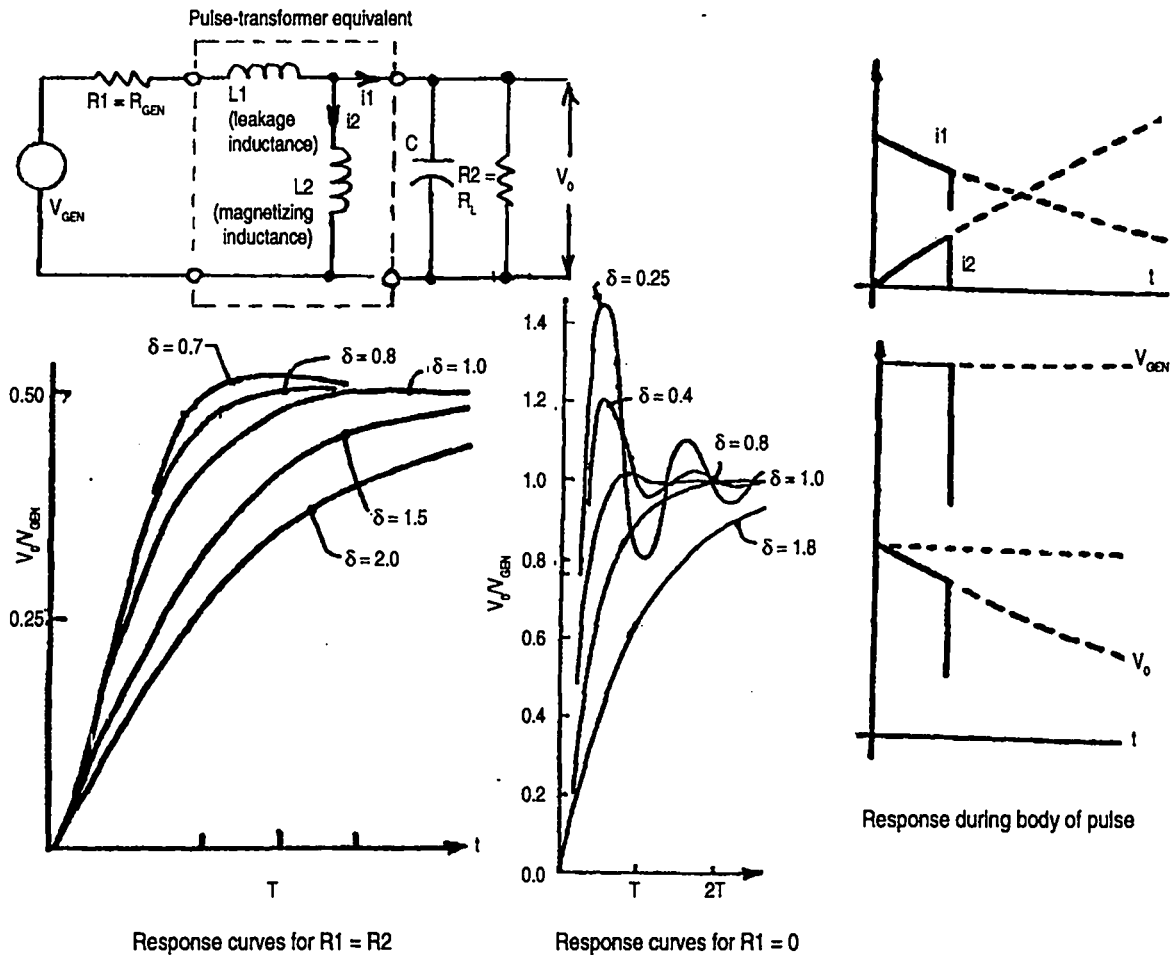 Pulse-transformer equivalent
R1 = R_GEN
L1
(leakage
inductance)
i1
i2
L2
(magnetizing
inductance)
V_GEN
C
R2 =
R_L
V_0
i1
i2
t
V_GEN
V_0
t
Response during body of pulse
δ = 0.7
δ = 0.8
δ = 1.0
0.50
V_0/V_GEN
δ = 1.5
δ = 2.0
0.25
t
T
Response curves for R1 = R2
δ = 0.25
1.4
δ = 0.4
1.2
δ = 0.8
1.0
δ = 1.0
V_0/V_GEN
0.8
δ = 1.8
0.6
0.4
0.2
0.0
T
2T
Response curves for R1 = 0